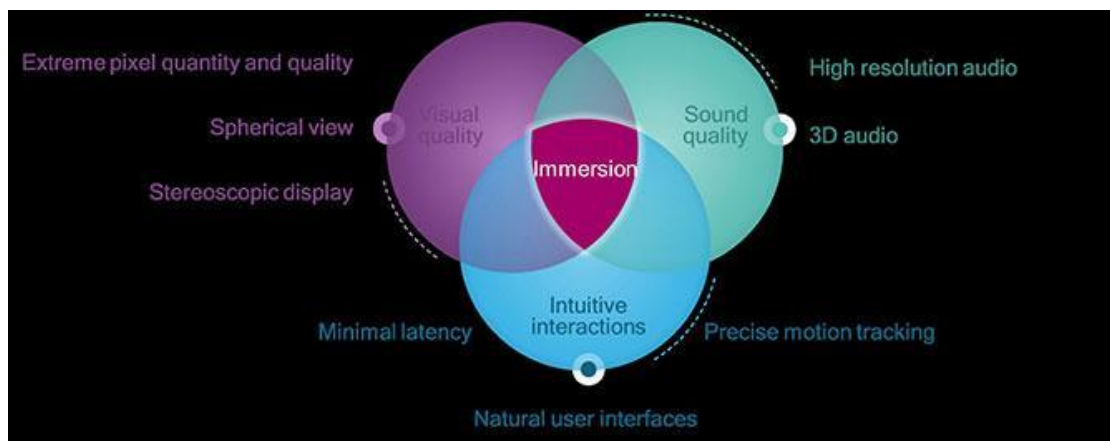 Extreme pixel quantity and quality
Spherical view
Stereoscopic display
Visual
quality
Immersion
Sound
quality
High resolution audio
3D audio
Intuitive
interactions
Minimal latency
Precise motion tracking
Natural user interfaces